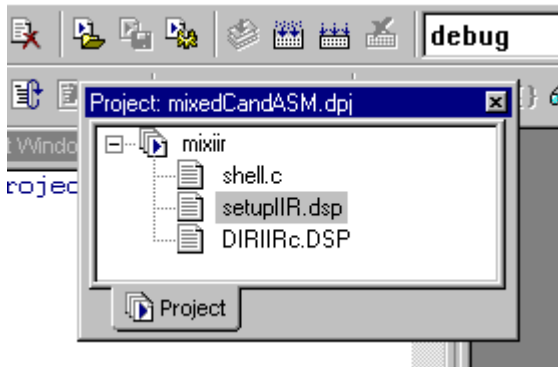 debug
Project: mixedCandASM.dpj
t Windo
rojec
mixiir
shell.c
setupIIR.dsp
DIRIIRc.DSP
Project